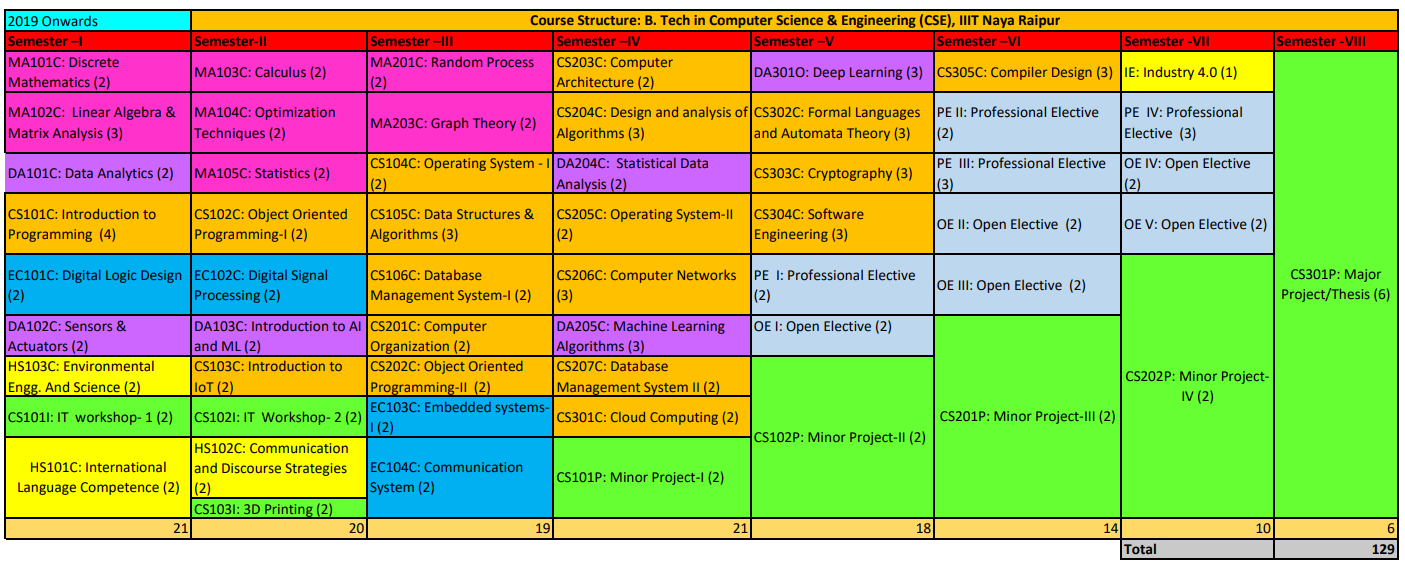 2019 Onwards
Course Structure: B. Tech in Computer Science & Engineering (CSE), IIIT Naya Raipur
Semester –I
Semester-II
Semester –III
Semester –IV
Semester –V
Semester –VI
Semester -VII
Semester -VIII
MA101C: Discrete
Mathematics (2)
MA103C: Calculus (2)
MA201C: Random Process
(2)
CS203C: Computer
Architecture (2)
DA301O: Deep Learning (3)
CS305C: Compiler Design (3)
IE: Industry 4.0 (1)
MA102C: Linear Algebra &
Matrix Analysis (3)
MA104C: Optimization
Techniques (2)
MA203C: Graph Theory (2)
CS204C: Design and analysis of
Algorithms (3)
CS302C: Formal Languages
and Automata Theory (3)
PE II: Professional Elective
(2)
PE IV: Professional
Elective (3)
DA101C: Data Analytics (2)
MA105C: Statistics (2)
CS104C: Operating System - I
(2)
DA204C: Statistical Data
Analysis (2)
CS303C: Cryptography (3)
PE III: Professional Elective
(3)
OE IV: Open Elective
(2)
CS101C: Introduction to
Programming (4)
CS102C: Object Oriented
Programming-I (2)
CS105C: Data Structures &
Algorithms (3)
CS205C: Operating System-II
(2)
CS304C: Software
Engineering (3)
OE II: Open Elective (2)
OE V: Open Elective (2)
EC101C: Digital Logic Design
(2)
EC102C: Digital Signal
Processing (2)
CS106C: Database
Management System-I (2)
CS206C: Computer Networks
(3)
PE I: Professional Elective
(2)
OE III: Open Elective (2)
CS301P: Major
Project/Thesis (6)
DA102C: Sensors &
Actuators (2)
DA103C: Introduction to AI
and ML (2)
CS201C: Computer
Organization (2)
DA205C: Machine Learning
Algorithms (3)
OE I: Open Elective (2)
HS103C: Environmental
Engg. And Science (2)
CS103C: Introduction to
IoT (2)
CS202C: Object Oriented
Programming-II (2)
CS207C: Database
Management System II (2)
CS202P: Minor Project-
IV (2)
CS101I: IT workshop- 1 (2)
CS102I: IT Workshop- 2 (2)
EC103C: Embedded systems-
I (2)
CS301C: Cloud Computing (2)
CS102P: Minor Project-II (2)
CS201P: Minor Project-III (2)
HS101C: International
Language Competence (2)
HS102C: Communication
and Discourse Strategies
(2)
EC104C: Communication
System (2)
CS101P: Minor Project-I (2)
CS103I: 3D Printing (2)
21
20
19
21
18
14
10
6
Total
129